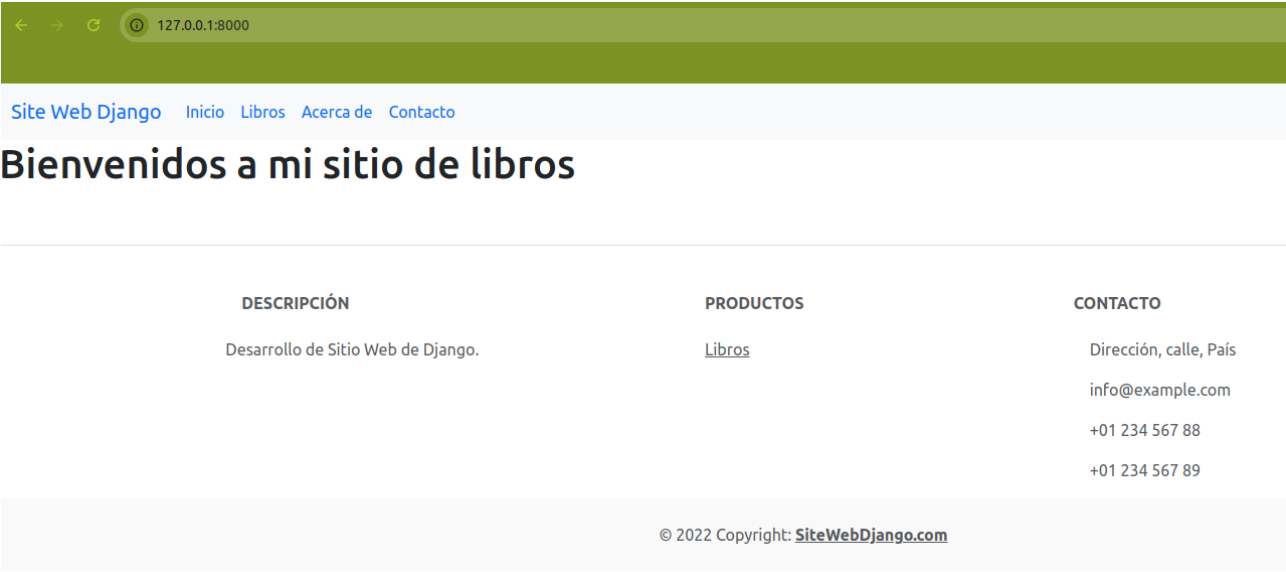 127.0.0.1:8000
Site Web Django Inicio Libros Acerca de Contacto
Bienvenidos a mi sitio de libros
DESCRIPCIÓN
Desarrollo de Sitio Web de Django.
PRODUCTOS
Libros
CONTACTO
Dirección, calle, País
info@example.com
+01 234 567 88
+01 234 567 89
© 2022 Copyright: SiteWebDjango.com